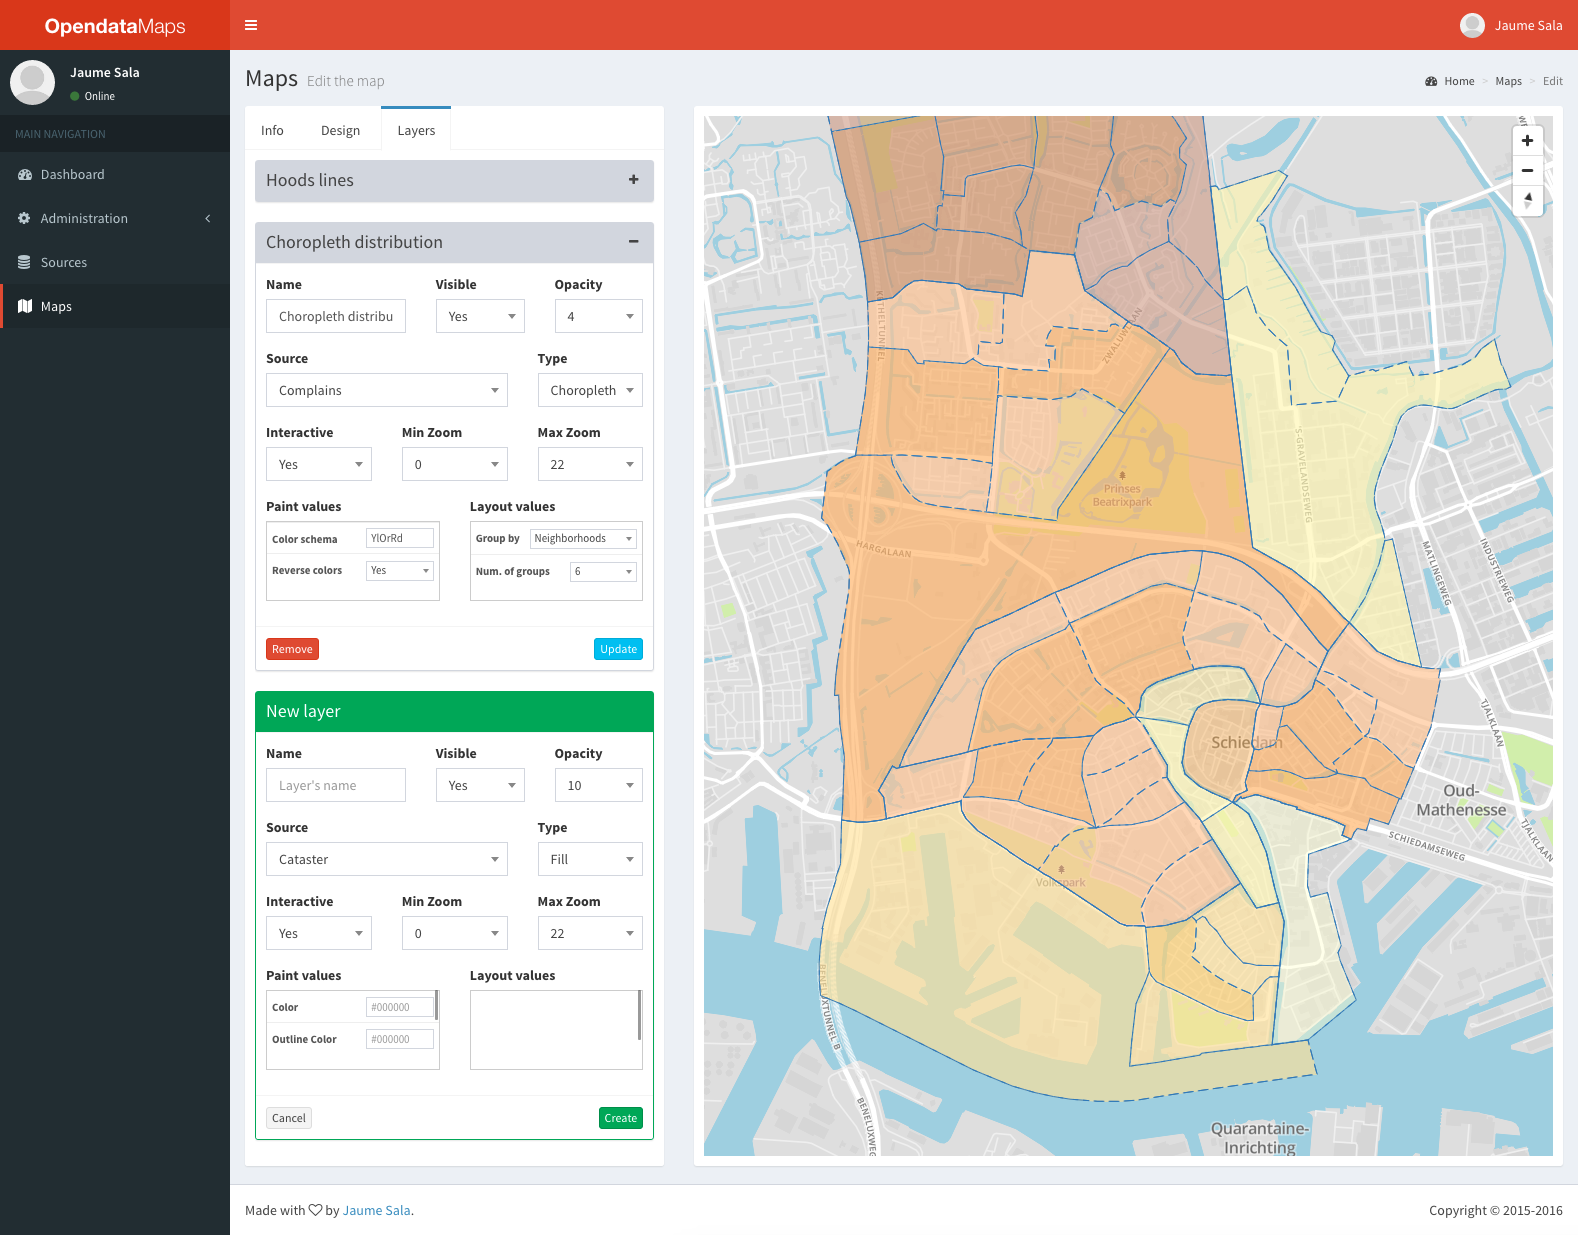 OpendataMaps
Jaume Sala
Jaume Sala
Online
MAIN NAVIGATION
Dashboard
Administration
Sources
Maps
Maps Edit the map
Home > Maps > Edit
Info
Design
Layers
Hoods lines
Choropleth distribution
Name
Visible
Opacity
Choropleth distribu
Yes
4
Source
Type
Complains
Choropleth
Interactive
Min Zoom
Max Zoom
Yes
0
22
Paint values
Layout values
Color schema
YlOrRd
Group by
Neighborhoods
Reverse colors
Yes
Num. of groups
6
Remove
Update
New layer
Name
Visible
Opacity
Layer's name
Yes
10
Source
Type
Cataster
Fill
Interactive
Min Zoom
Max Zoom
Yes
0
22
Paint values
Layout values
Color
#000000
Outline Color
#000000
Cancel
Create
KETHELTUNNEL
ZWALUWLAAN
Prinses
Beatrixpark
'S-GRAVELANDSEWEG
HARGALAAN
MATLINGEWEG
INDUSTRIEWEG
TJALKLAAN
Schiedam
Oud-
Mathenesse
TJALKLAAN
SCHIEDAMSEWEG
Volkspark
BENELUXTUNNEL B
BENELUXWEG
Quarantaine-
Inrichting
Made with by Jaume Sala.
Copyright © 2015-2016